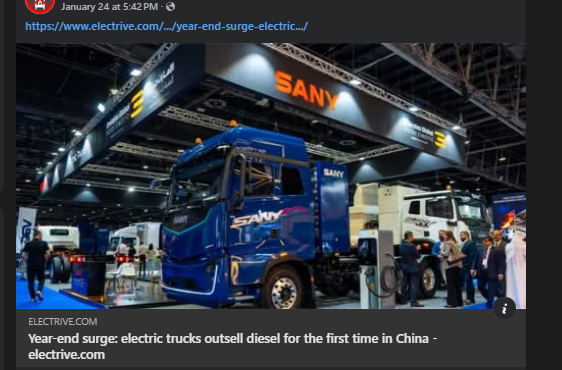 January 24 at 5:42 PM ·
https://www.electrive.com/.../year-end-surge-electric.../
SANY
SANY
SANY
SANY
ELECTRIVE.COM
Year-end surge: electric trucks outsell diesel for the first time in China -
electrive.com